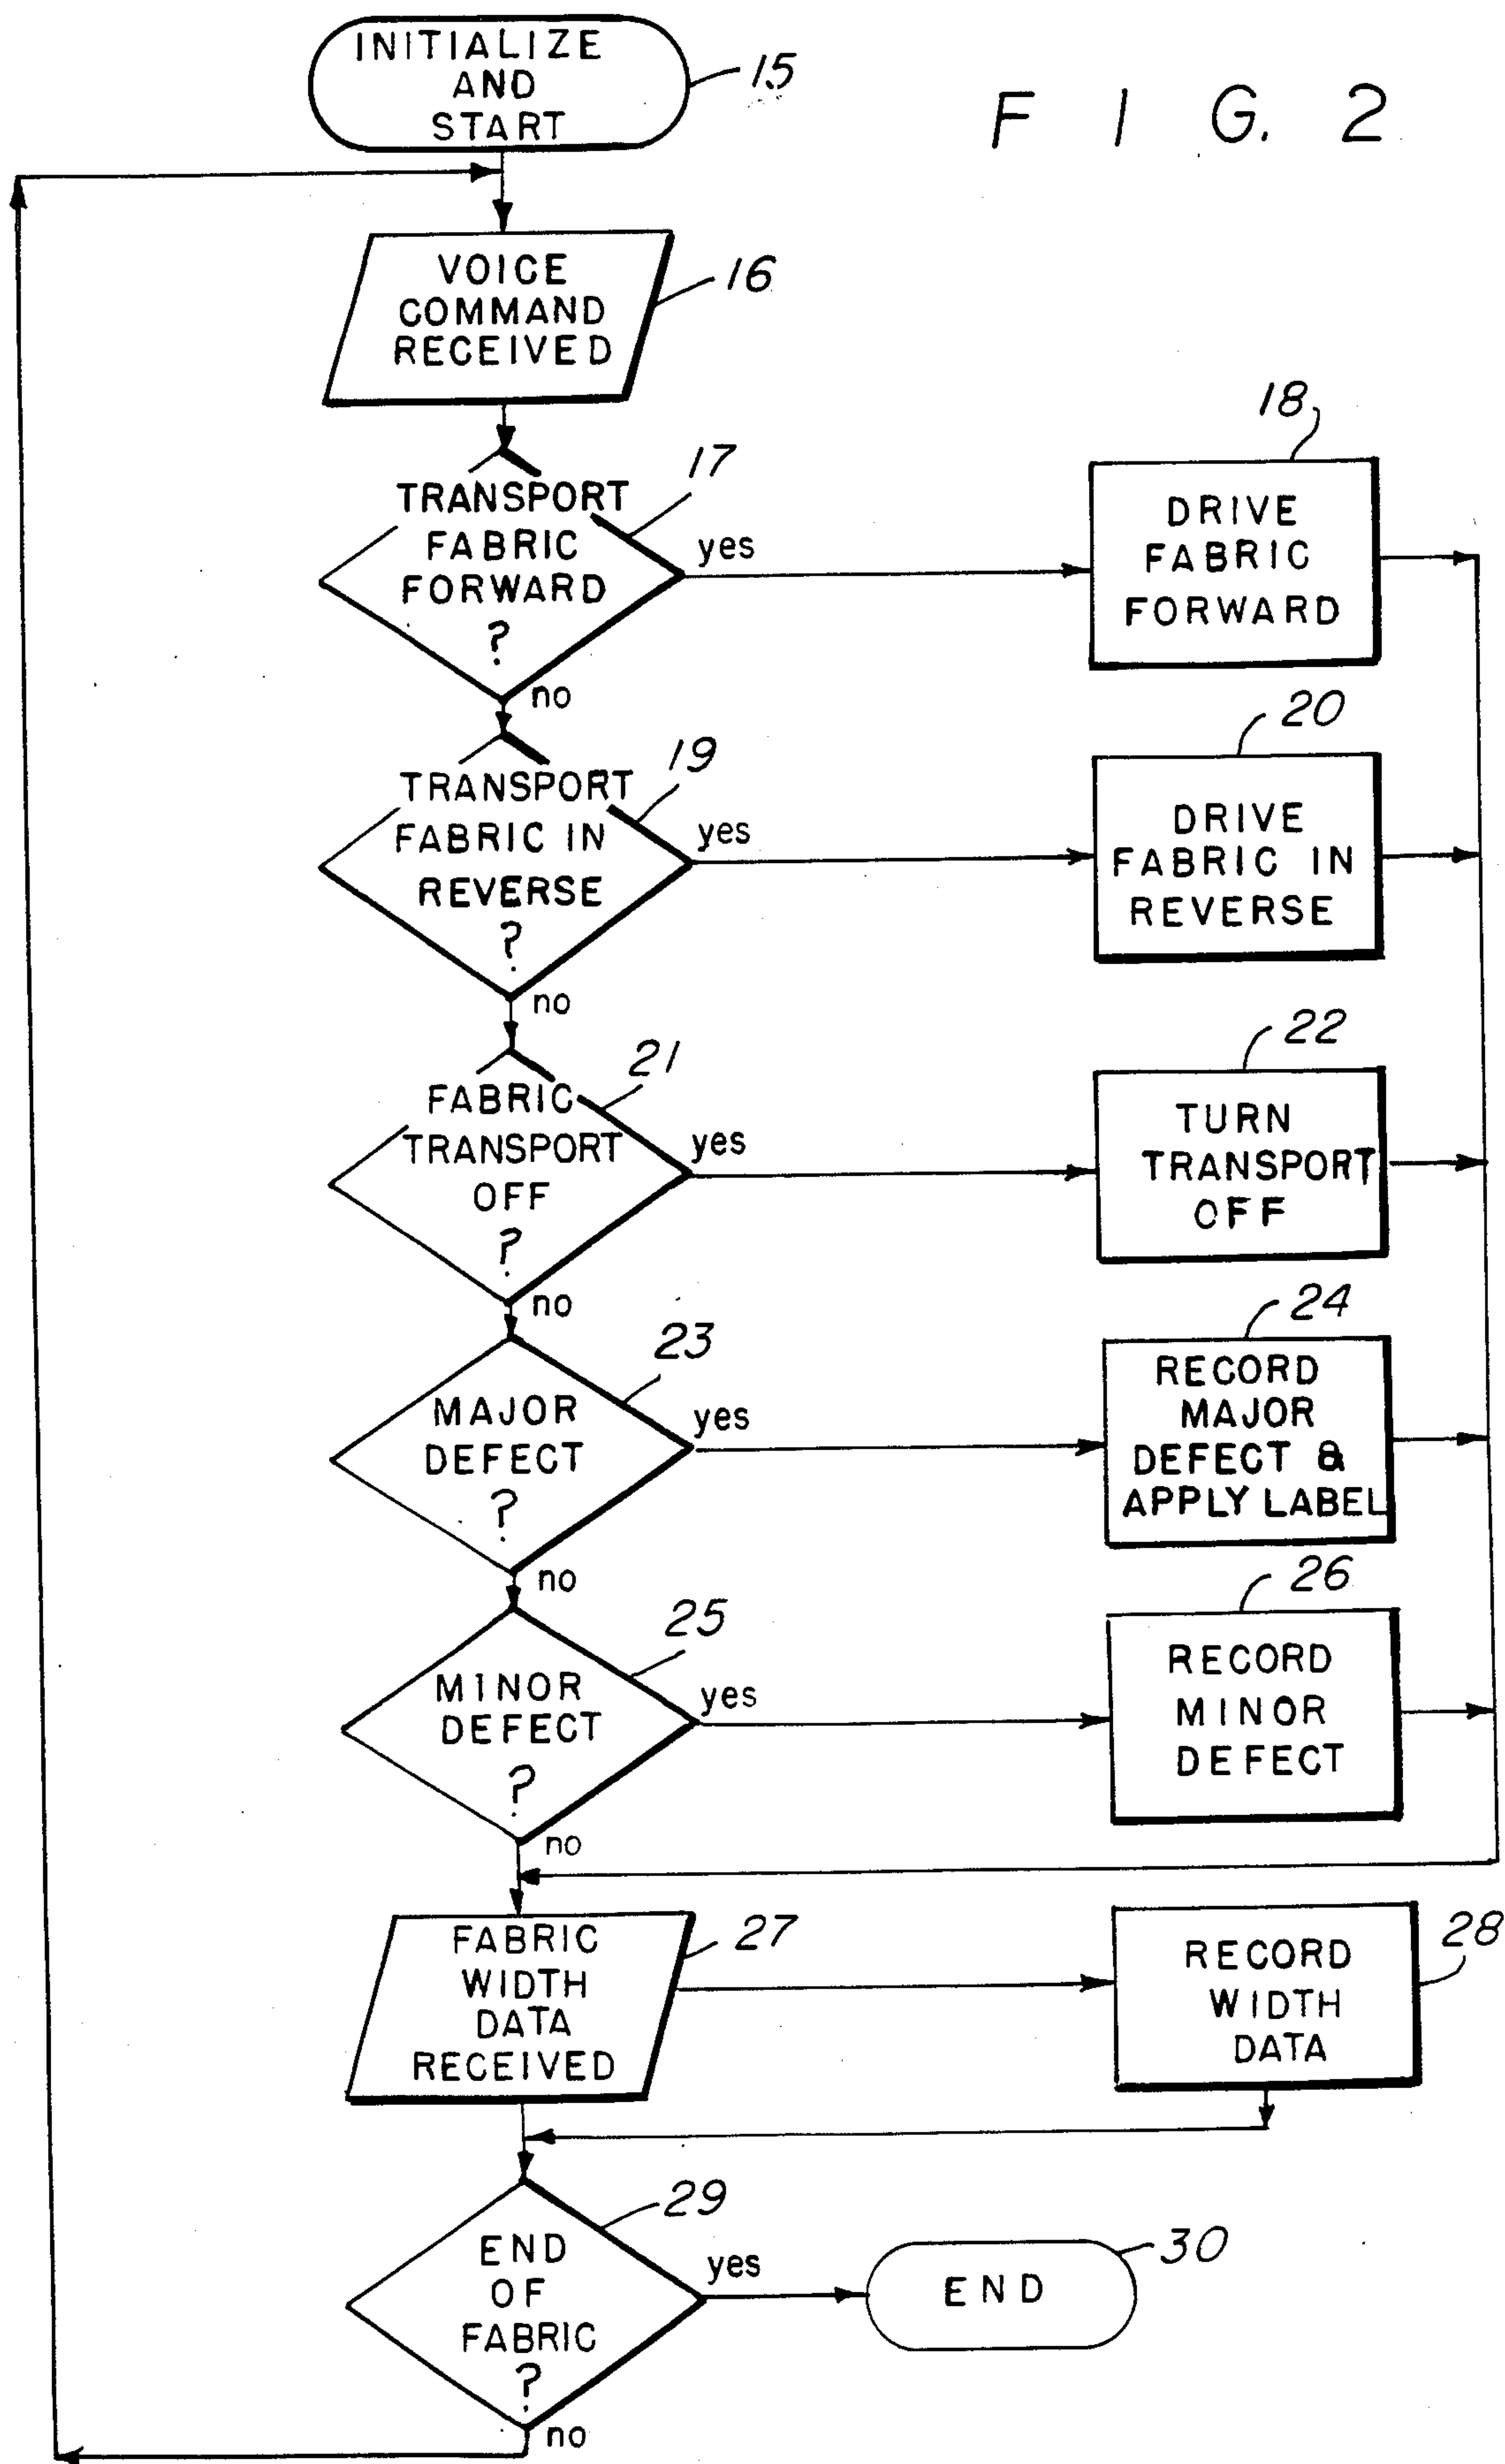 INITIALIZE
AND
START
15
F I G. 2
VOICE
COMMAND
RECEIVED
16
TRANSPORT
FABRIC
FORWARD
?
17
yes
no
DRIVE
FABRIC
FORWARD
18
TRANSPORT
FABRIC IN
REVERSE
?
19
yes
no
DRIVE
FABRIC IN
REVERSE
20
FABRIC
TRANSPORT
OFF
?
21
yes
no
TURN
TRANSPORT
OFF
22
MAJOR
DEFECT
?
23
yes
no
RECORD
MAJOR
DEFECT &
APPLY LABEL
24
MINOR
DEFECT
?
25
yes
no
RECORD
MINOR
DEFECT
26
FABRIC
WIDTH
DATA
RECEIVED
27
RECORD
WIDTH
DATA
28
END
OF
FABRIC
?
29
yes
no
END
30